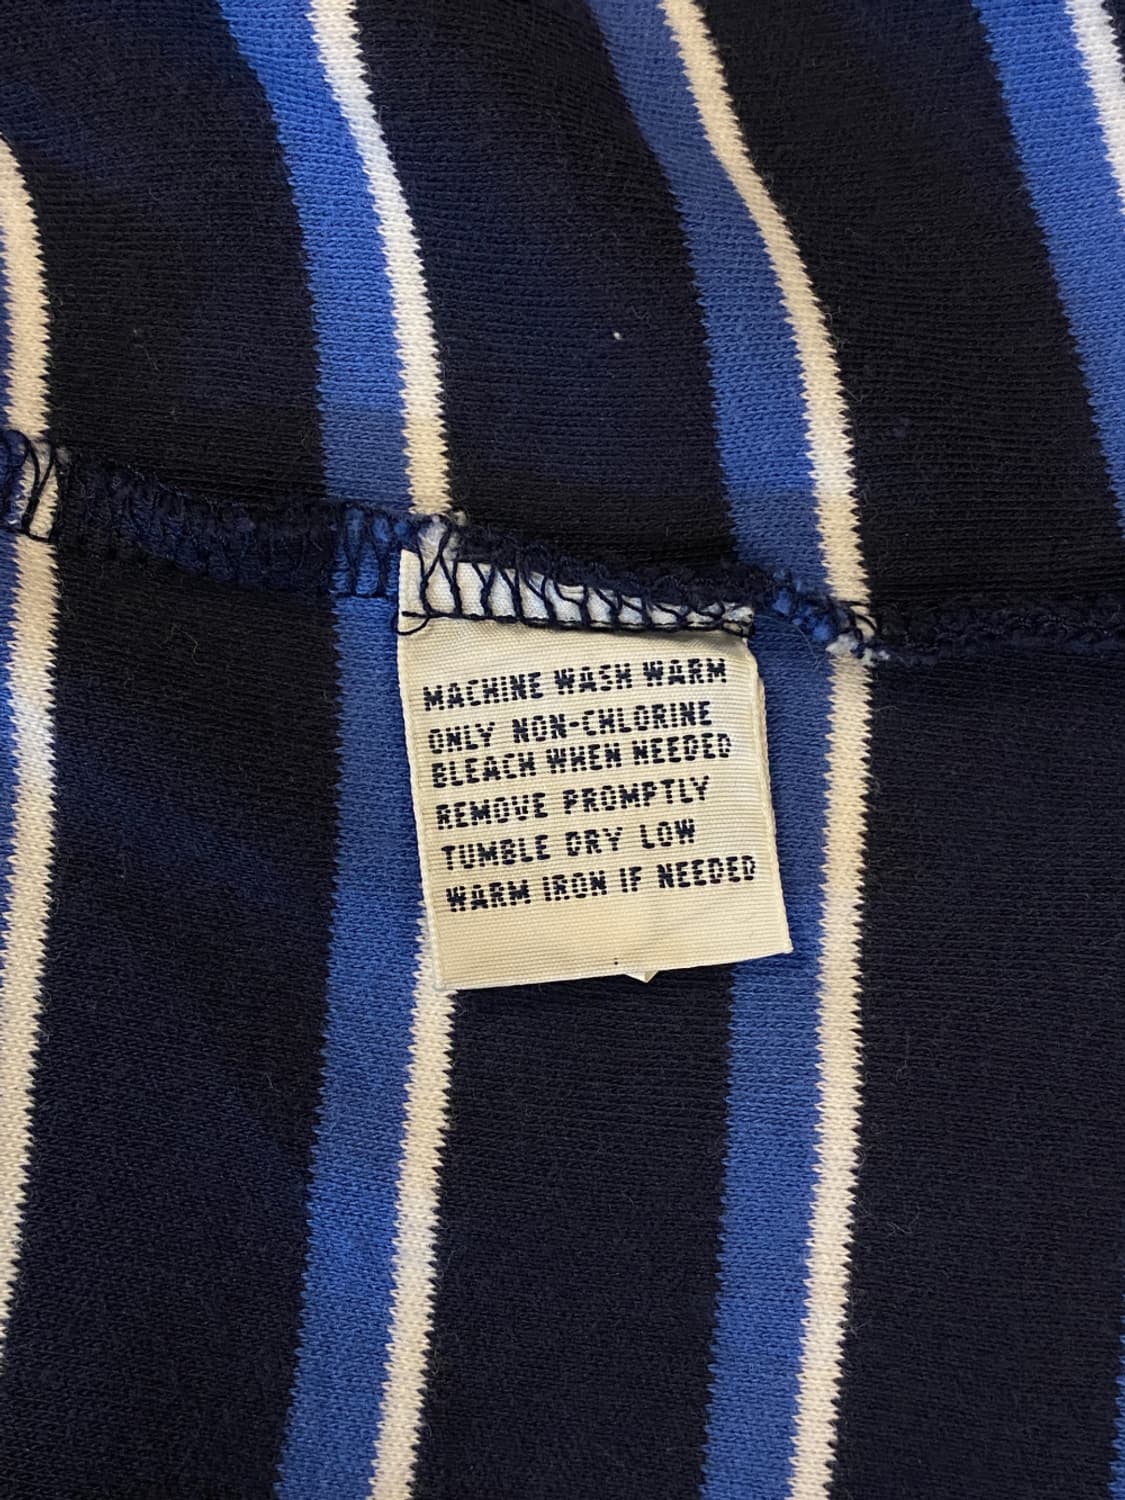 MACHINE WASH WARM
ONLY NON-CHLORINE
BLEACH WHEN NEEDED
REMOVE PROMPTLY
TUMBLE DRY LOW
WARM IRON IF NEEDED